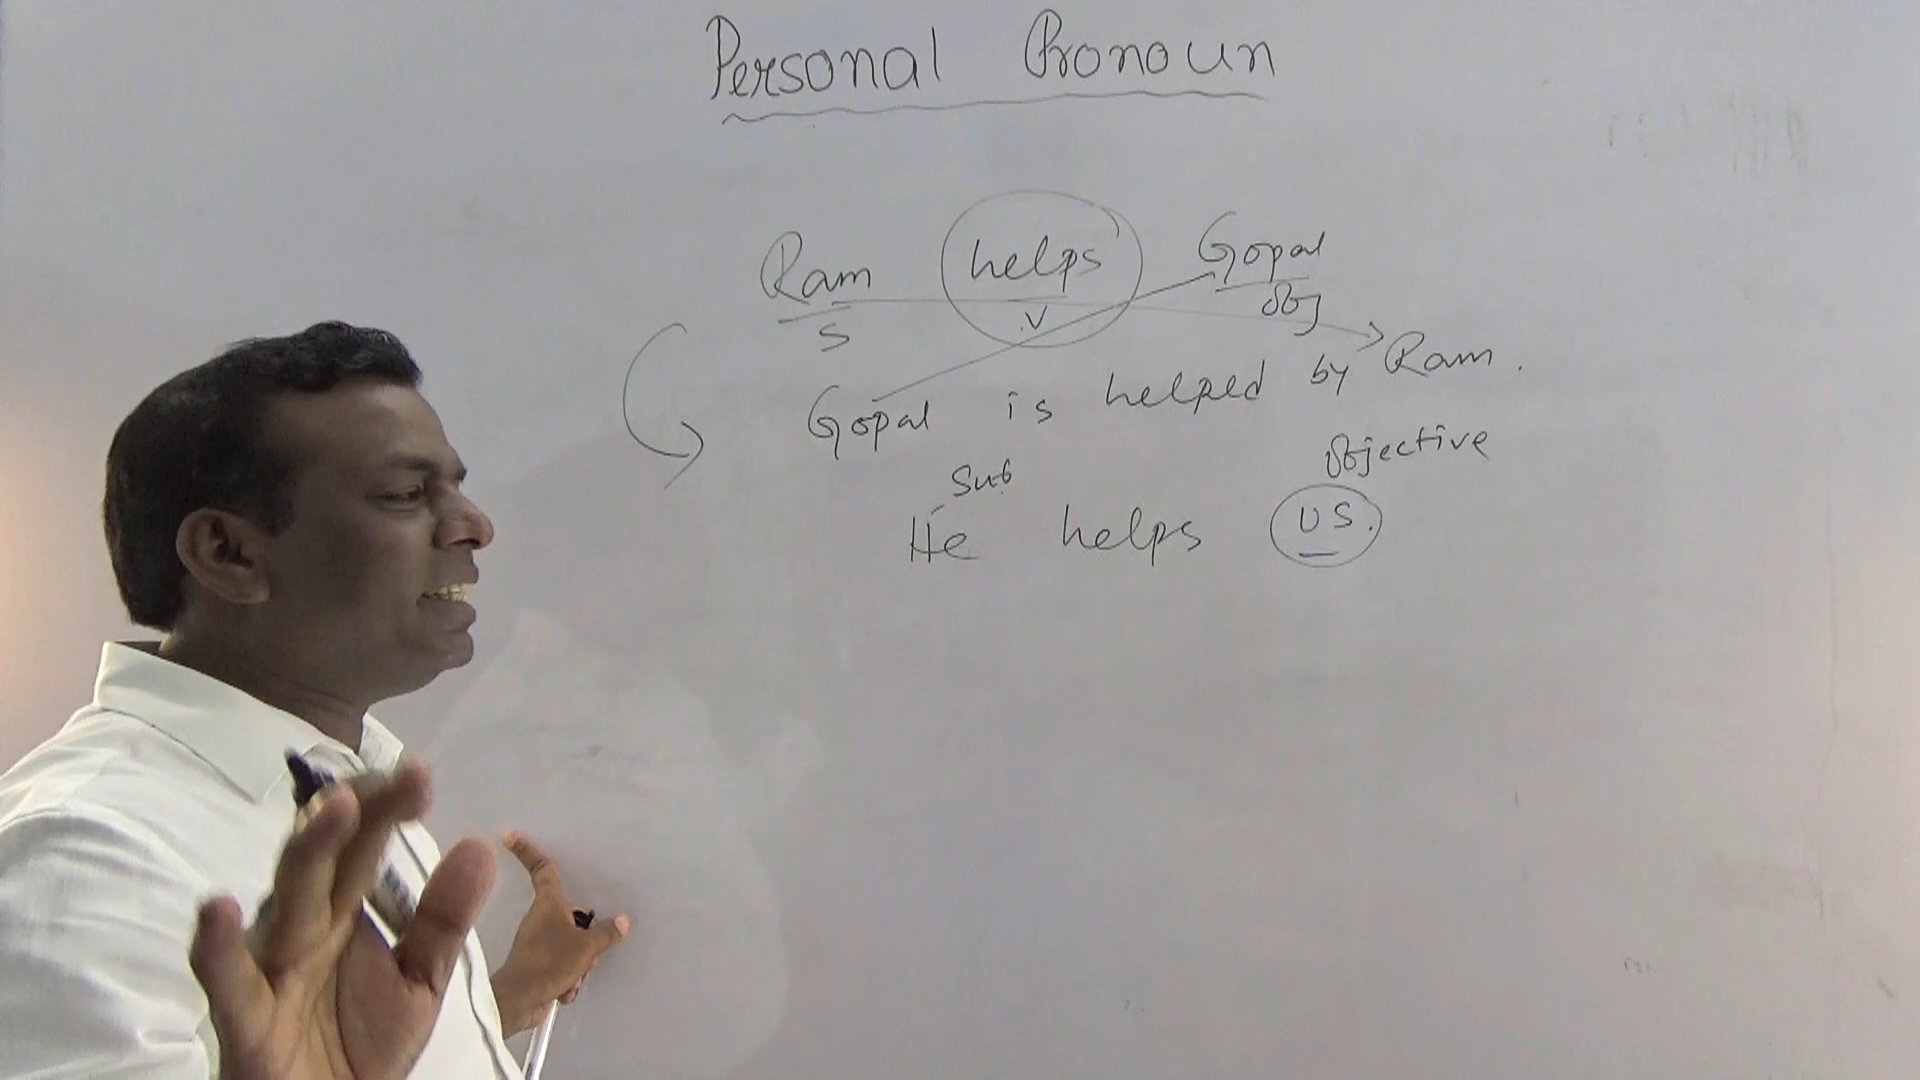 Personal Pronoun
Ram helps Gopal
S V obj
Gopal is helped by Ram.
Sub Objective
He helps US.